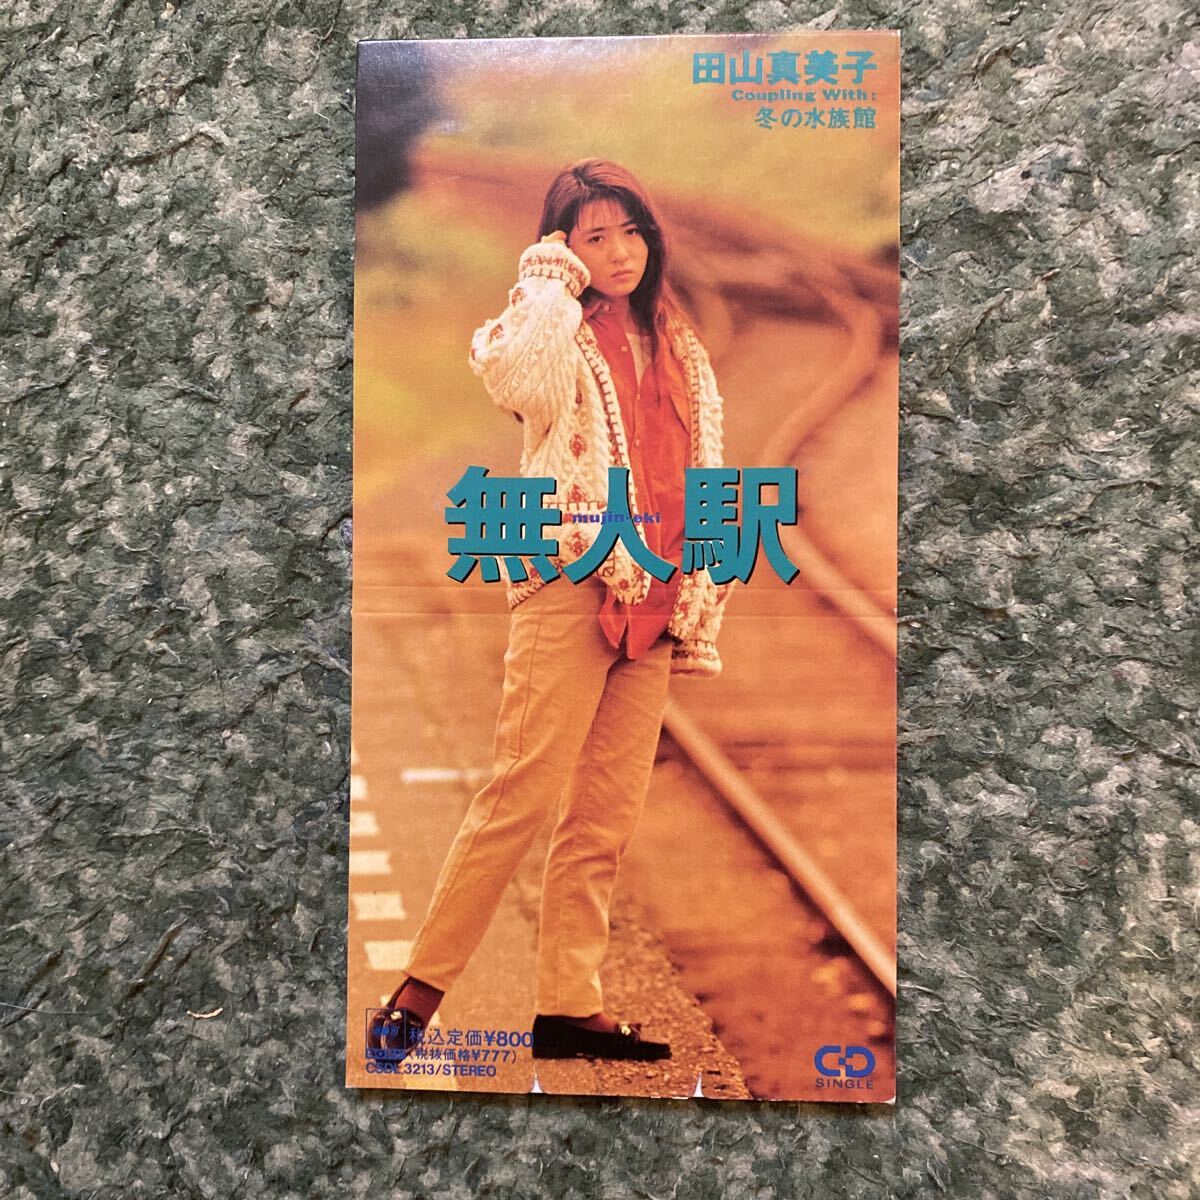 田山真美子
Coupling With:
冬の水族館
無人駅
mujin-eki
税込定価¥800
(税抜価格¥777)
CSDL 3213/STEREO
CD
SINGLE